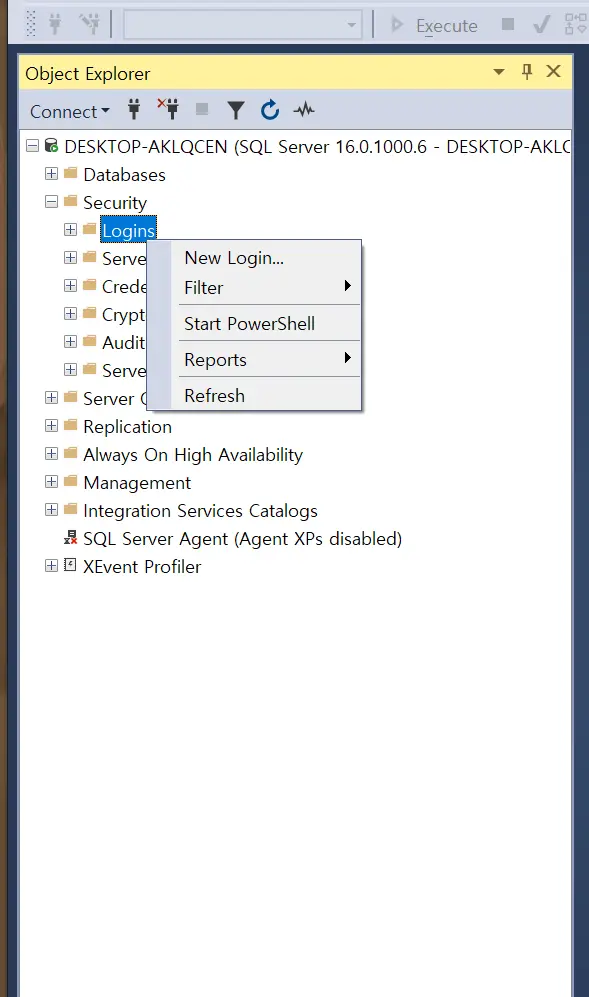 Execute
Object Explorer
Connect
DESKTOP-AKLQCEN (SQL Server 16.0.1000.6 - DESKTOP-AKLC
Databases
Security
Logins
New Login...
Serve
Filter
Crede
Crypt
Start PowerShell
Audit
Reports
Serve
Server
Refresh
Replication
Always On High Availability
Management
Integration Services Catalogs
SQL Server Agent (Agent XPs disabled)
XEvent Profiler